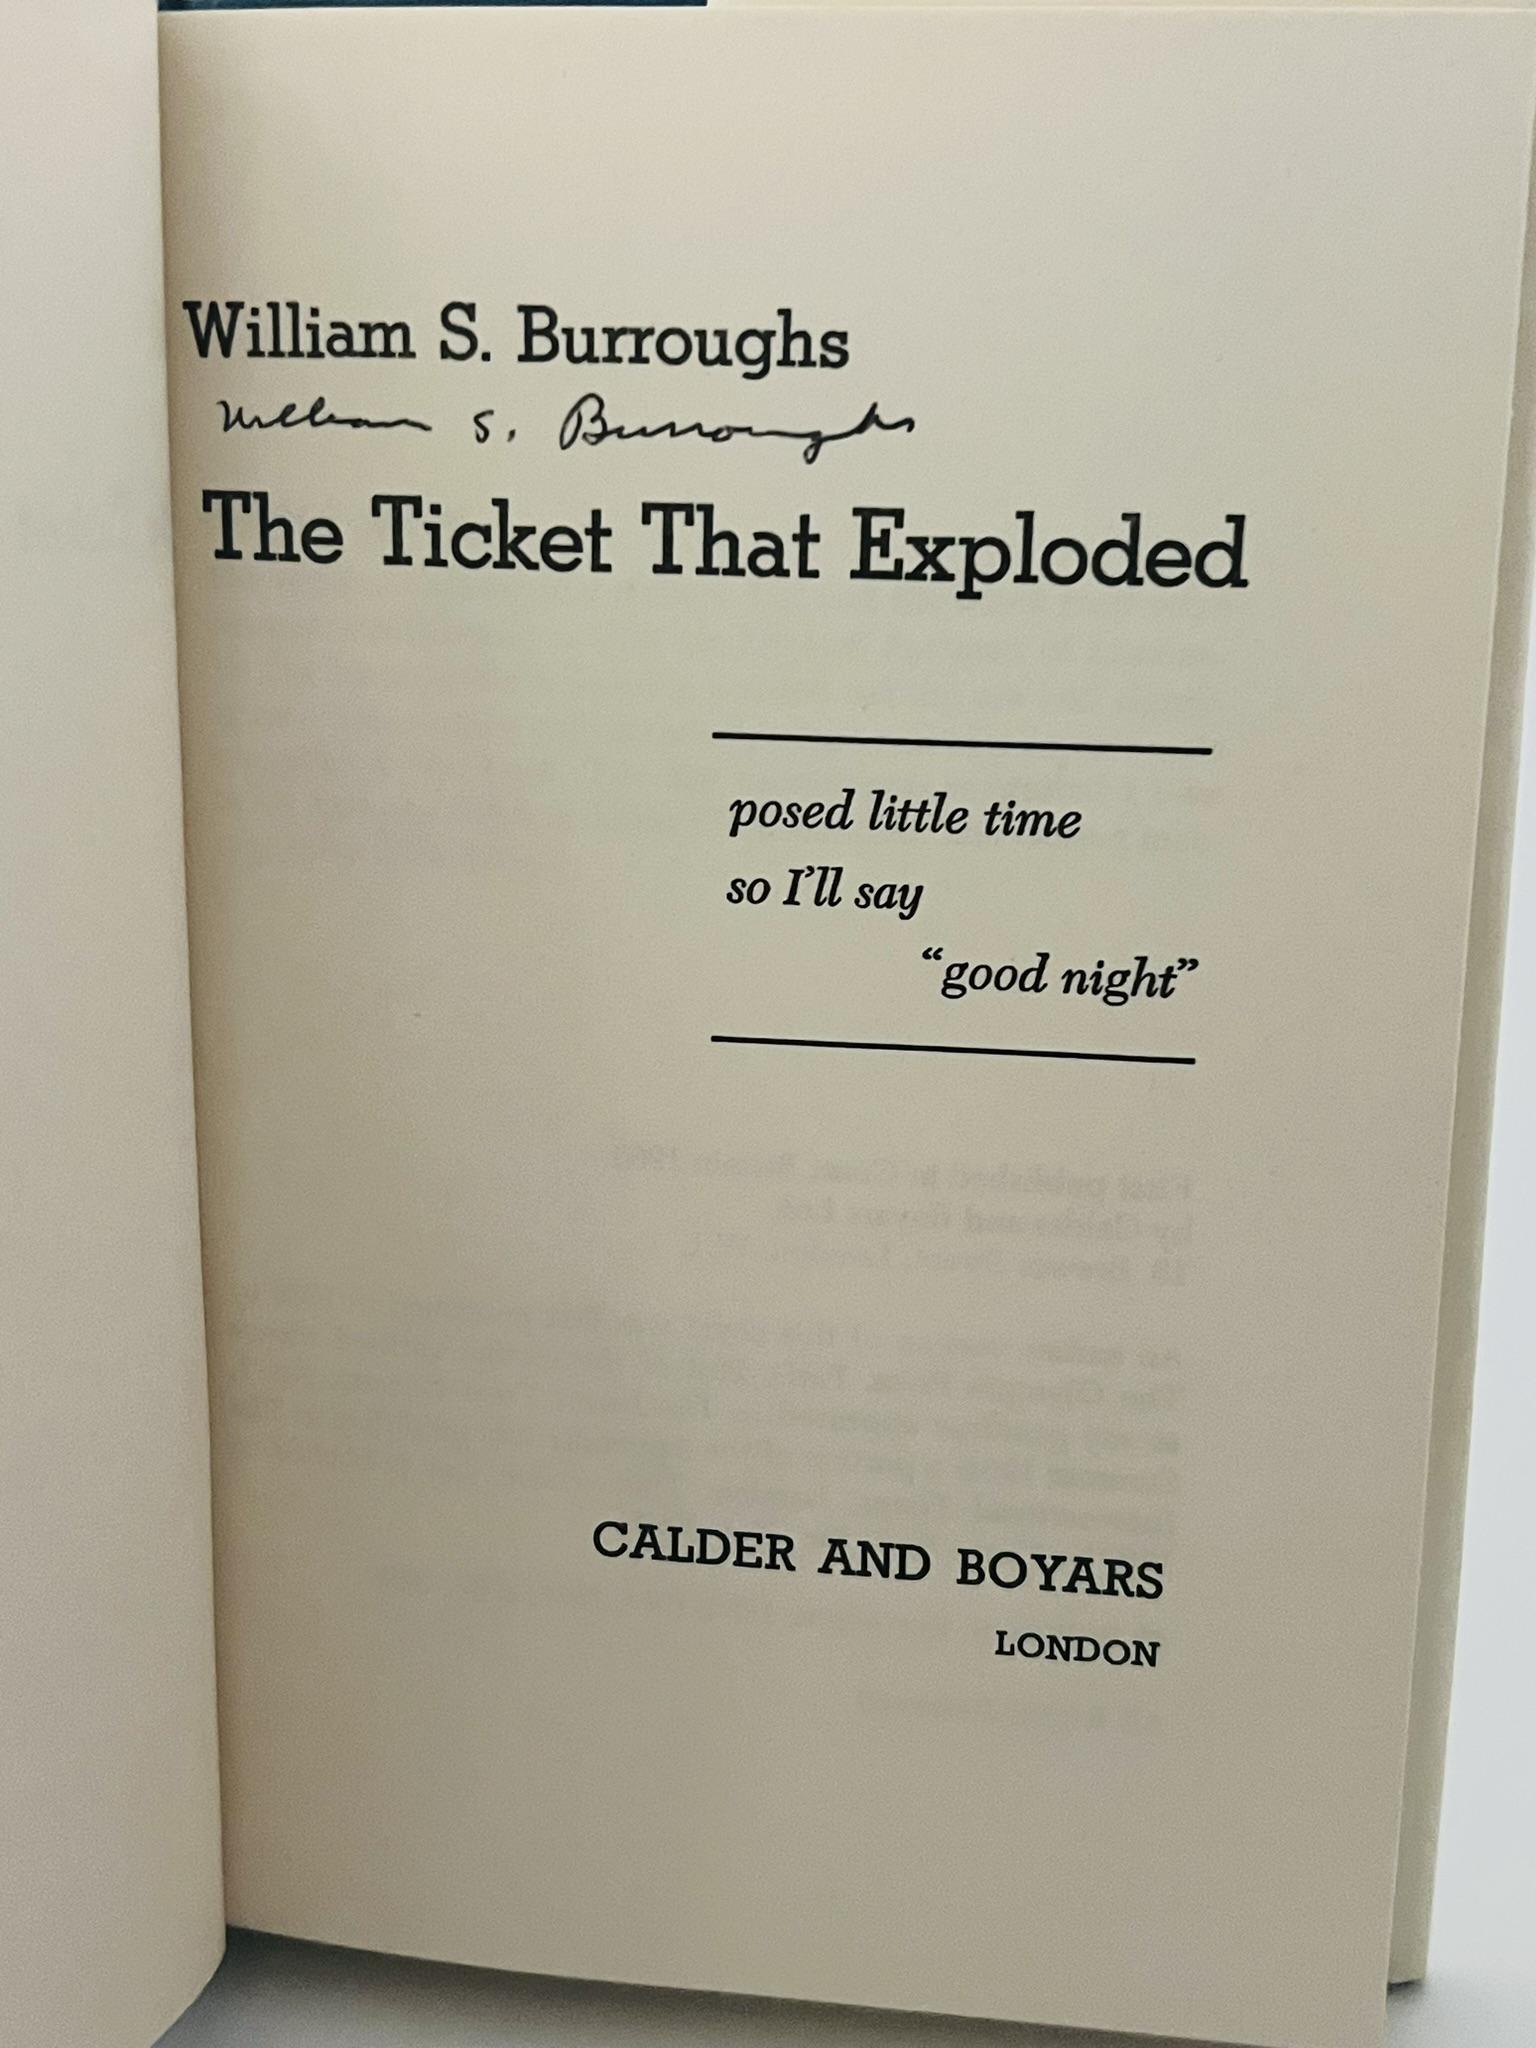 William S. Burroughs
William S. Burroughs
The Ticket That Exploded
posed little time
so I'll say
"good night"
CALDER AND BOYARS
LONDON